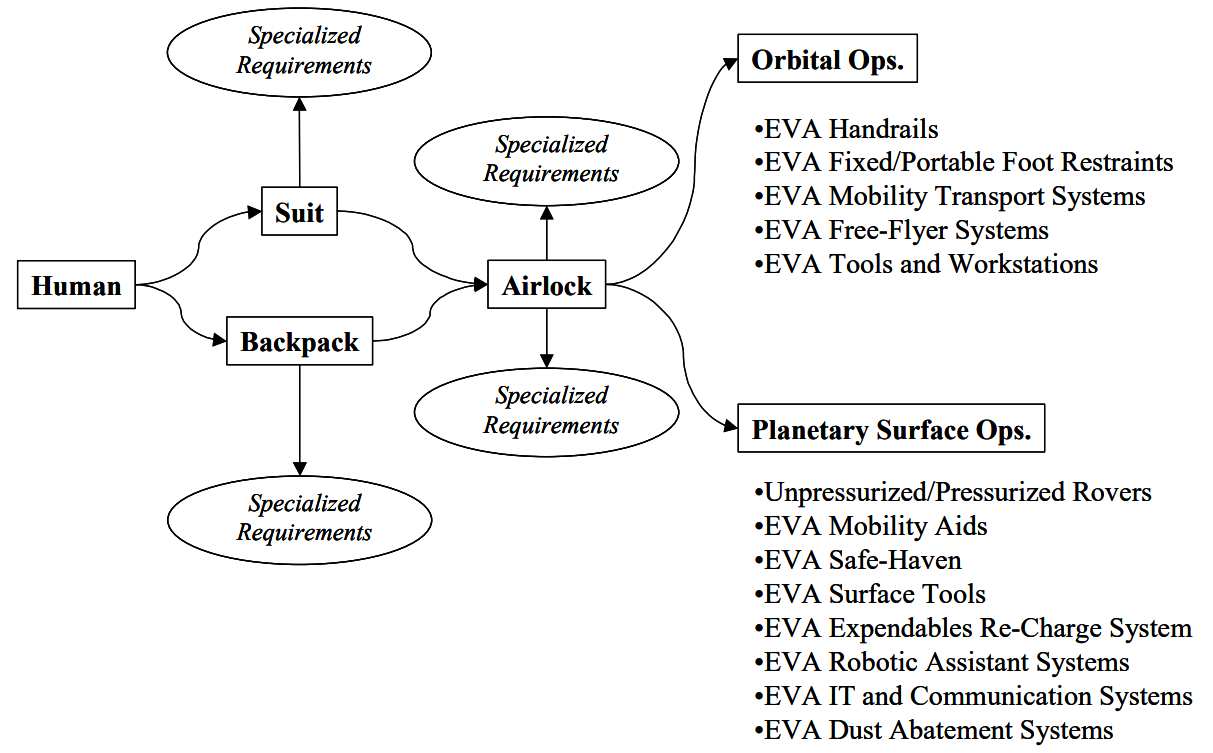 Specialized
Requirements
Specialized
Requirements
Suit
Human
Airlock
Backpack
Specialized
Requirements
Specialized
Requirements
Orbital Ops.
•EVA Handrails
•EVA Fixed/Portable Foot Restraints
•EVA Mobility Transport Systems
•EVA Free-Flyer Systems
•EVA Tools and Workstations
Planetary Surface Ops.
•Unpressurized/Pressurized Rovers
•EVA Mobility Aids
•EVA Safe-Haven
•EVA Surface Tools
•EVA Expendables Re-Charge System
•EVA Robotic Assistant Systems
•EVA IT and Communication Systems
•EVA Dust Abatement Systems